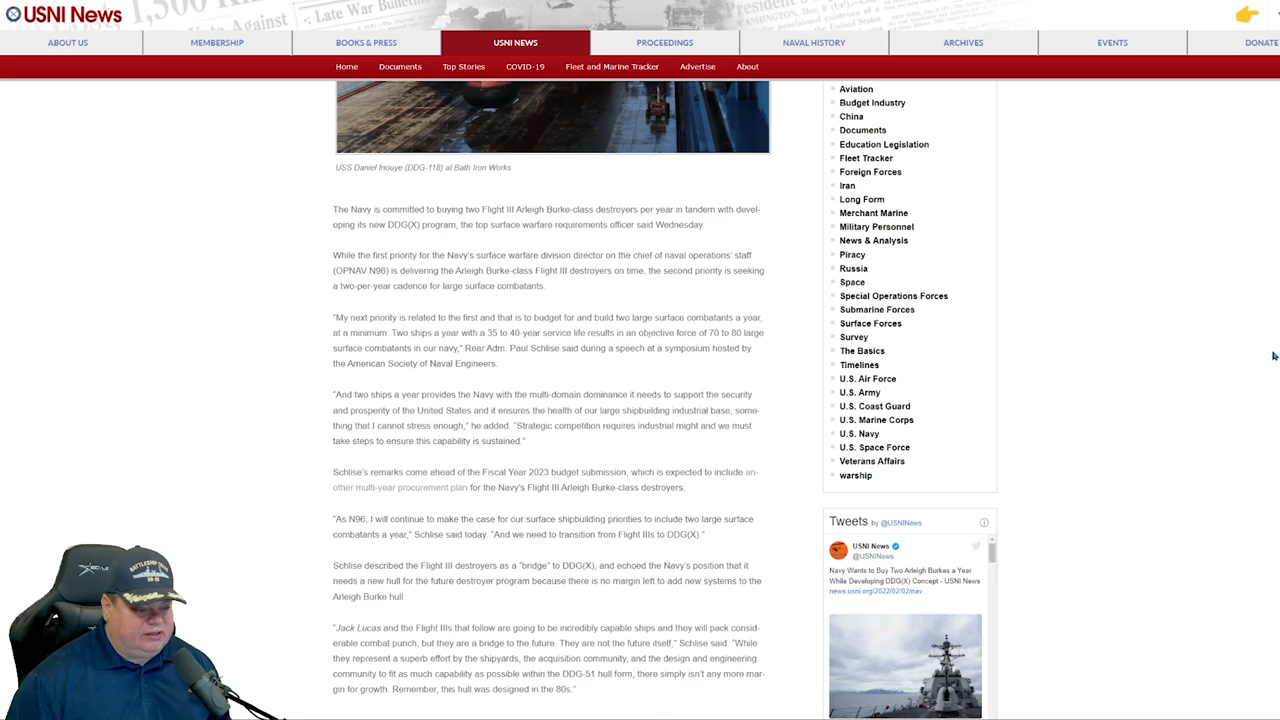 1,300 Killed
Against
Late War Bulletins
President S
WASHINGTON, DEC. 8
USNI News
ABOUT US
MEMBERSHIP
BOOKS & PRESS
USNI NEWS
PROCEEDINGS
NAVAL HISTORY
ARCHIVES
EVENTS
DONATE
Home
Documents
Top Stories
COVID-19
Fleet and Marine Tracker
Advertise
About
USS Daniel Inouye (DDG-118) at Bath Iron Works
The Navy is committed to buying two Flight III Arleigh Burke-class destroyers per year in tandem with devel-
oping its new DDG(X) program, the top surface warfare requirements officer said Wednesday.
While the first priority for the Navy's surface warfare division director on the chief of naval operations' staff
(OPNAV N96) is delivering the Arleigh Burke-class Flight III destroyers on time, the second priority is seeking
a two-per-year cadence for large surface combatants.
"My next priority is related to the first and that is to budget for and build two large surface combatants a year,
at a minimum. Two ships a year with a 35 to 40-year service life results in an objective force of 70 to 80 large
surface combatants in our navy," Rear Adm. Paul Schlise said during a speech at a symposium hosted by
the American Society of Naval Engineers.
"And two ships a year provides the Navy with the multi-domain dominance it needs to support the security
and prosperity of the United States and it ensures the health of our large shipbuilding industrial base, some-
thing that I cannot stress enough," he added. "Strategic competition requires industrial might and we must
take steps to ensure this capability is sustained."
Schlise's remarks come ahead of the Fiscal Year 2023 budget submission, which is expected to include an-
other multi-year procurement plan for the Navy's Flight III Arleigh Burke-class destroyers.
"As N96, I will continue to make the case for our surface shipbuilding priorities to include two large surface
combatants a year," Schlise said today. "And we need to transition from Flight IIIs to DDG(X)."
Schlise described the Flight III destroyers as a "bridge" to DDG(X), and echoed the Navy's position that it
needs a new hull for the future destroyer program because there is no margin left to add new systems to the
Arleigh Burke hull.
"Jack Lucas and the Flight IIIs that follow are going to be incredibly capable ships and they will pack consid-
erable combat punch, but they are a bridge to the future. They are not the future itself," Schlise said. "While
they represent a superb effort by the shipyards, the acquisition community, and the design and engineering
community to fit as much capability as possible within the DDG-51 hull form, there simply isn't any more mar-
gin for growth. Remember, this hull was designed in the 80s."
Aviation
Budget Industry
China
Documents
Education Legislation
Fleet Tracker
Foreign Forces
Iran
Long Form
Merchant Marine
Military Personnel
News & Analysis
Piracy
Russia
Space
Special Operations Forces
Submarine Forces
Surface Forces
Survey
The Basics
Timelines
U.S. Air Force
U.S. Army
U.S. Coast Guard
U.S. Marine Corps
U.S. Navy
U.S. Space Force
Veterans Affairs
warship
Tweets by @USNINews
USNI News
@USNINews
Navy Wants to Buy Two Arleigh Burkes a Year
While Developing DDG(X) Concept - USNI News
news.usni.org/2022/02/02/nav...
BATTLESHIP